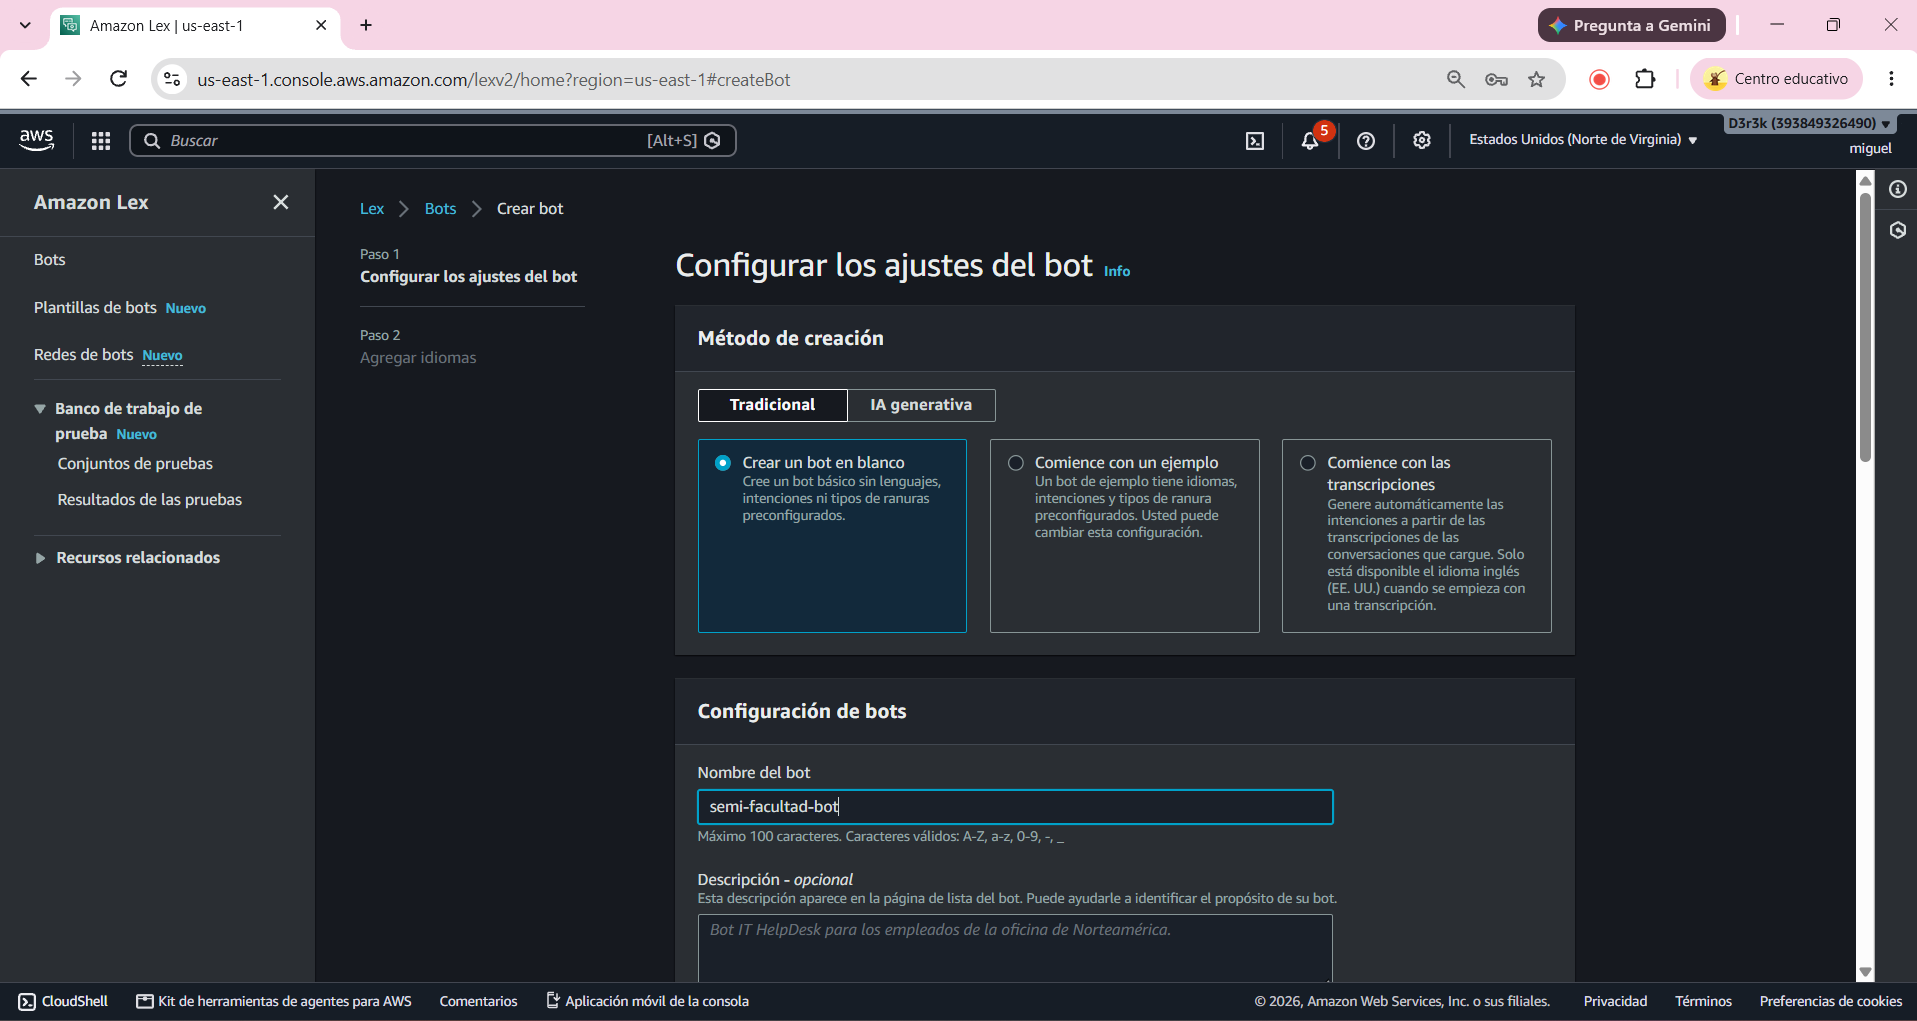 Amazon Lex | us-east-1
Pregunta a Gemini
us-east-1.console.aws.amazon.com/lexv2/home?region=us-east-1#createBot
Centro educativo
aws
Buscar
[Alt+S]
5
Estados Unidos (Norte de Virginia)
D3r3k (393849326490)
miguel
Amazon Lex
Bots
Plantillas de bots Nuevo
Redes de bots Nuevo
Banco de trabajo de
prueba Nuevo
Conjuntos de pruebas
Resultados de las pruebas
Recursos relacionados
Lex
Bots
Crear bot
Paso 1
Configurar los ajustes del bot
Paso 2
Agregar idiomas
Configurar los ajustes del bot Info
Método de creación
Tradicional
IA generativa
Crear un bot en blanco
Cree un bot básico sin lenguajes,
intenciones ni tipos de ranuras
preconfigurados.
Comience con un ejemplo
Un bot de ejemplo tiene idiomas,
intenciones y tipos de ranura
preconfigurados. Usted puede
cambiar esta configuración.
Comience con las
transcripciones
Genere automáticamente las
intenciones a partir de las
transcripciones de las
conversaciones que cargue. Solo
está disponible el idioma inglés
(EE. UU.) cuando se empieza con
una transcripción.
Configuración de bots
Nombre del bot
semi-facultad-bot
Máximo 100 caracteres. Caracteres válidos: A-Z, a-z, 0-9, -, _
Descripción - opcional
Esta descripción aparece en la página de lista del bot. Puede ayudarle a identificar el propósito de su bot.
Bot IT HelpDesk para los empleados de la oficina de Norteamérica.
CloudShell
Kit de herramientas de agentes para AWS
Comentarios
Aplicación móvil de la consola
© 2026, Amazon Web Services, Inc. o sus filiales.
Privacidad
Términos
Preferencias de cookies